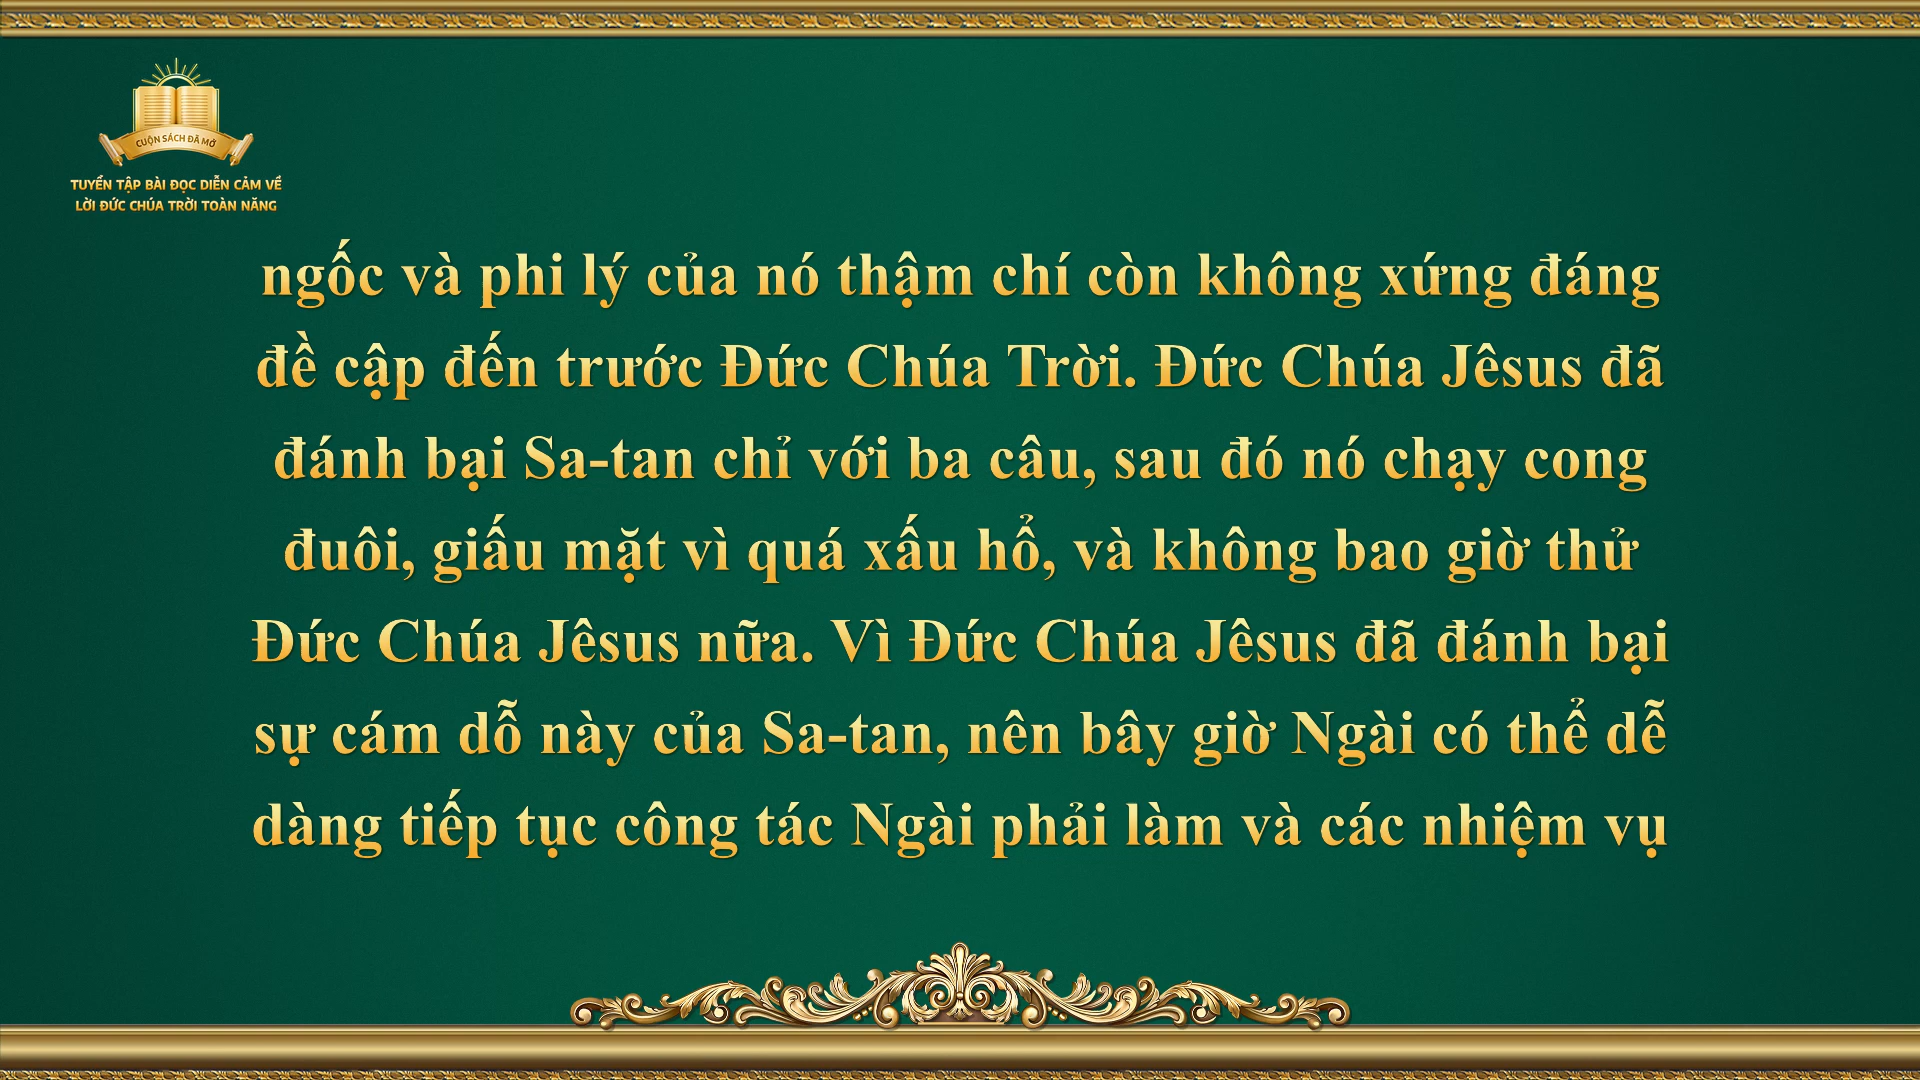 CUỘN SÁCH ĐÃ MỞ
TUYỂN TẬP BÀI ĐỌC DIỄN CẢM VỀ
LỜI ĐỨC CHÚA TRỜI TOÀN NĂNG
ngốc và phi lý của nó thậm chí còn không xứng đáng
đề cập đến trước Đức Chúa Trời. Đức Chúa Jêsus đã
đánh bại Sa-tan chỉ với ba câu, sau đó nó chạy cong
đuôi, giấu mặt vì quá xấu hổ, và không bao giờ thử
Đức Chúa Jêsus nữa. Vì Đức Chúa Jêsus đã đánh bại
sự cám dỗ này của Sa-tan, nên bây giờ Ngài có thể dễ
dàng tiếp tục công tác Ngài phải làm và các nhiệm vụ